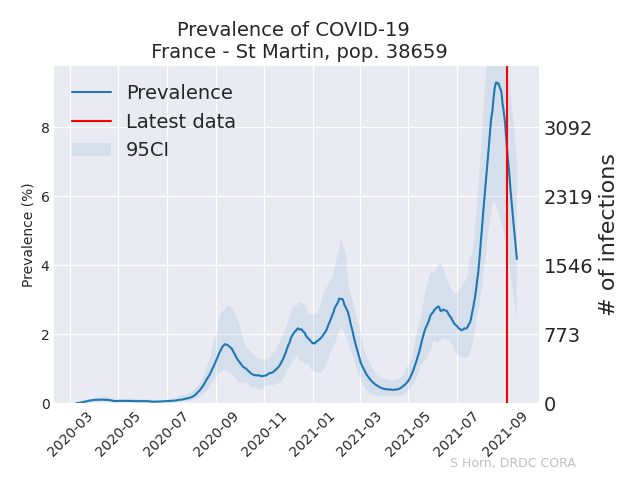 Prevalence of COVID-19
France - St Martin, pop. 38659
Prevalence
Latest data
95CI
Prevalence (%)
8
6
4
2
0
3092
2319
1546
773
0
# of infections
2020-03
2020-05
2020-07
2020-09
2020-11
2021-01
2021-03
2021-05
2021-07
2021-09
S Horn, DRDC CORA